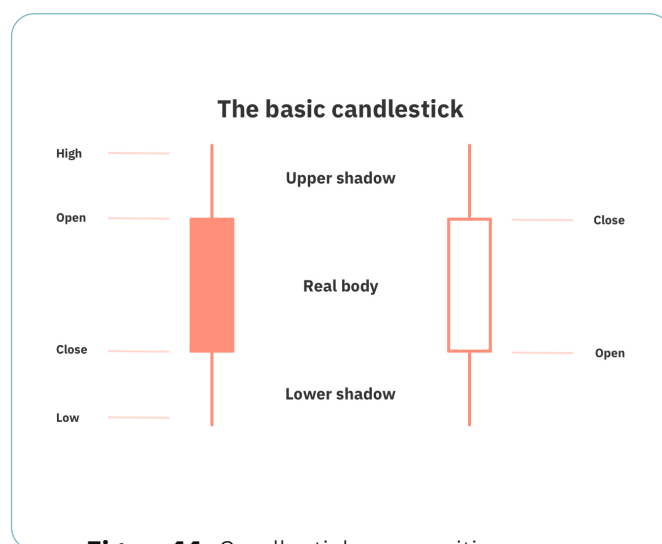 The basic candlestick
High
Upper shadow
Open
Close
Real body
Close
Open
Lower shadow
Low